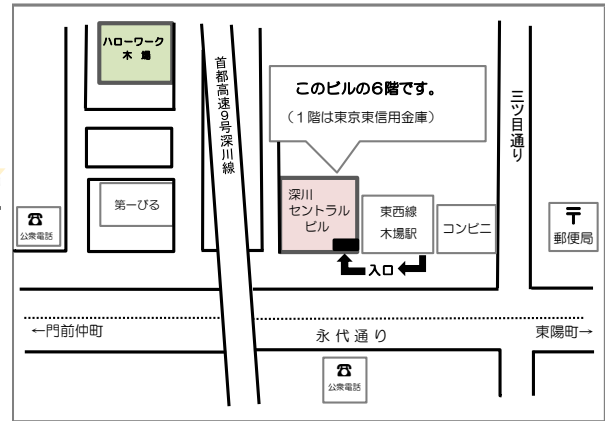 ハローワーク
木 場
首都高速9号深川線
このビルの6階です。
(1階は東京東信用金庫)
三ツ目通り
第一びる
深川
セントラル
ビル
東西線
木場駅
コンビニ
〒
郵便局
☎
公衆電話
入口
←門前仲町
永代通り
東陽町→
☎
公衆電話